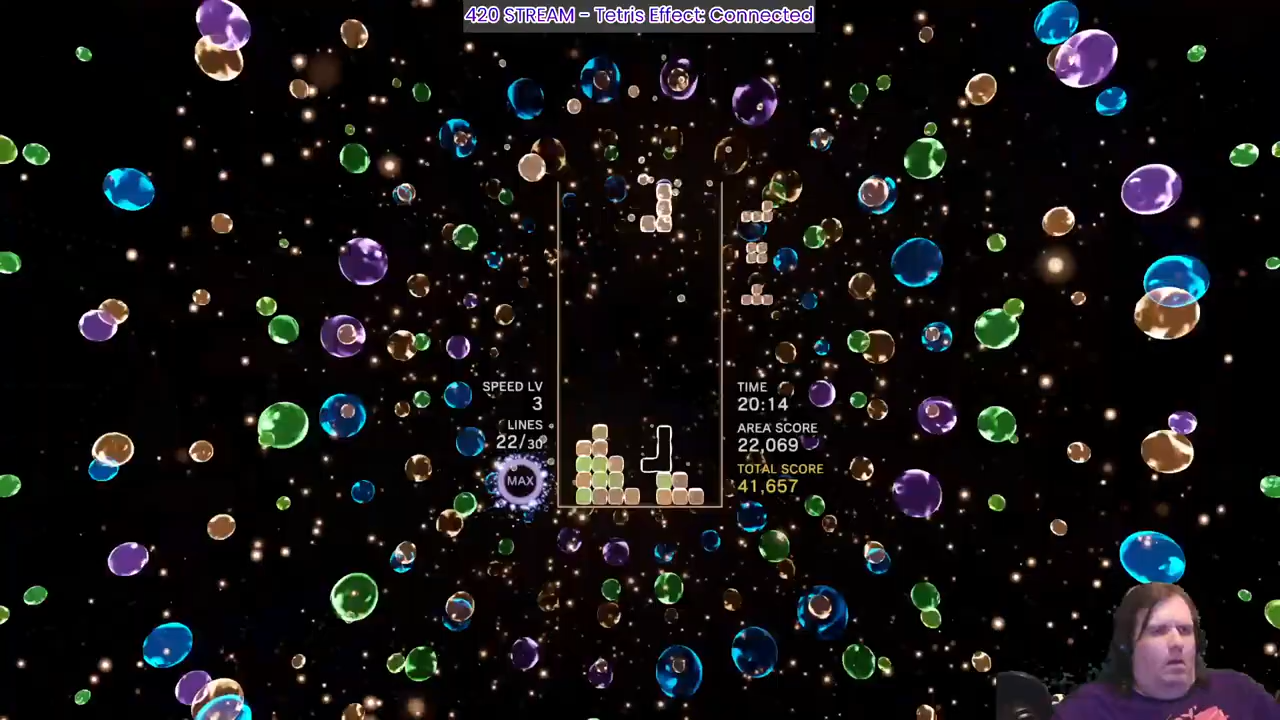 420 STREAM - Tetris Effect: Connected
SPEED LV
3
LINES
22/30
MAX
TIME
20:14
AREA SCORE
22,069
TOTAL SCORE
41,657